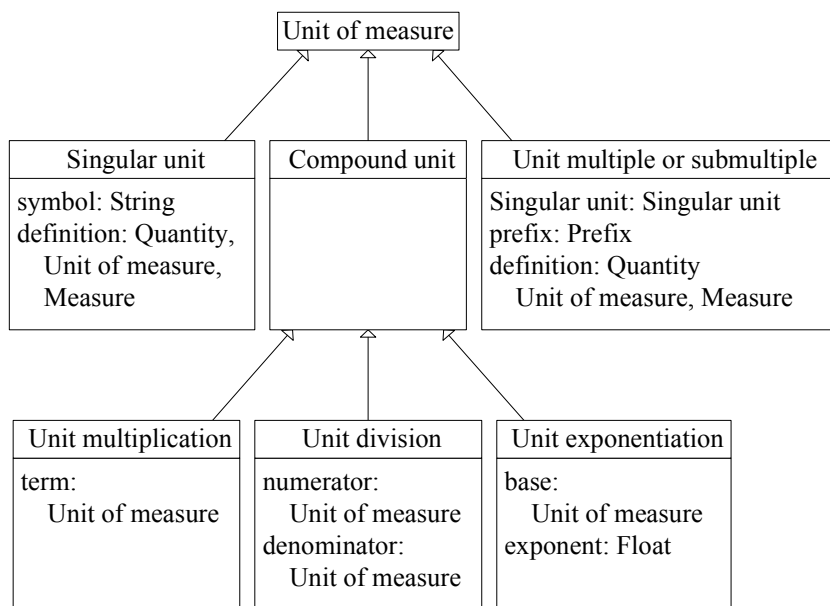 Unit of measure
Singular unit
symbol: String
definition: Quantity,
Unit of measure,
Measure
Compound unit
Unit multiple or submultiple
Singular unit: Singular unit
prefix: Prefix
definition: Quantity
Unit of measure, Measure
Unit multiplication
term:
Unit of measure
Unit division
numerator:
Unit of measure
denominator:
Unit of measure
Unit exponentiation
base:
Unit of measure
exponent: Float